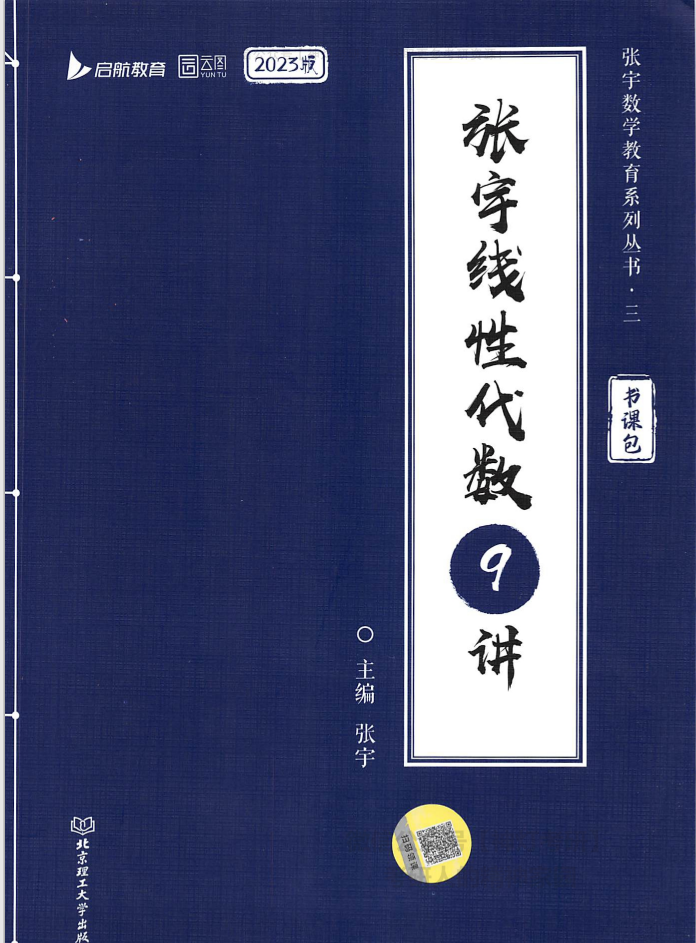 启航教育
云图
YUN TU
2023版
张宇数学教育系列丛书·三
张宇线性代数9讲
书课包
主编 张宇
北京理工大学出版